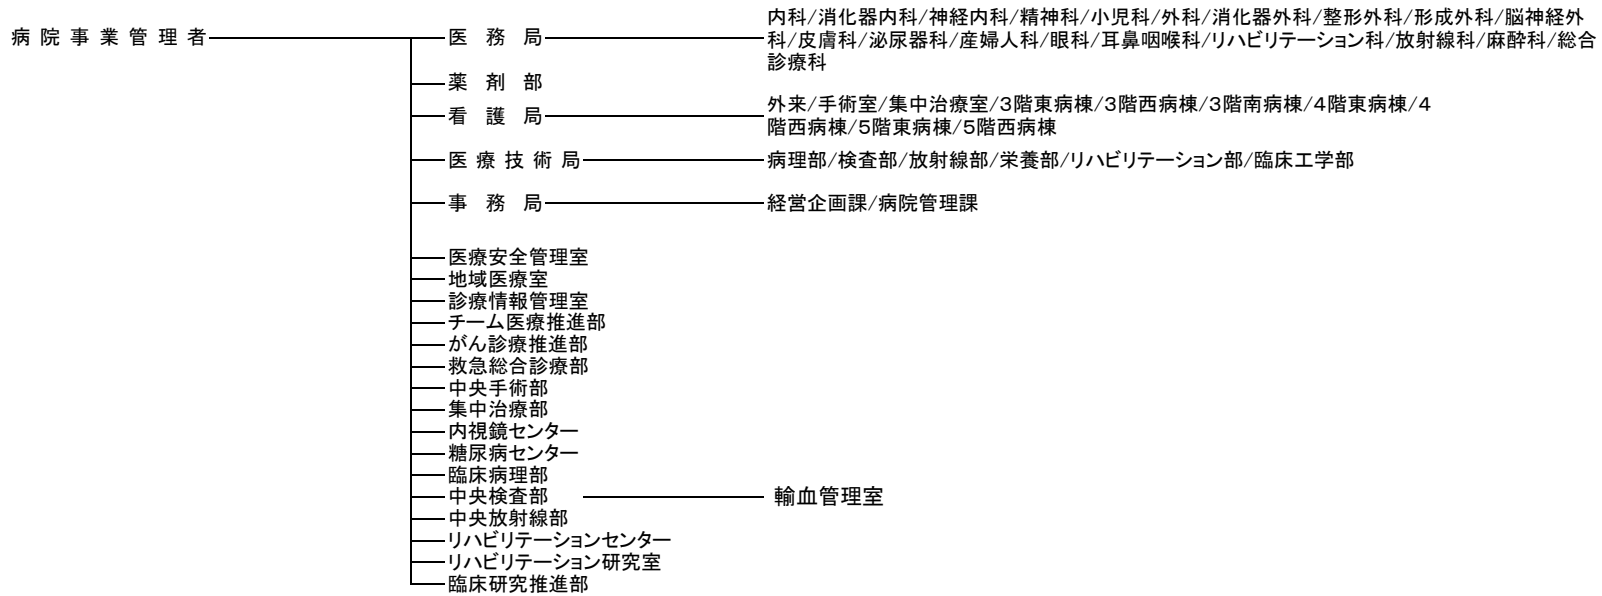 内科/消化器内科/神経内科/精神科/小児科/外科/消化器外科/整形外科/形成外科/脳神経外
病院事業管理者 医務局 科/皮膚科/泌尿器科/産婦人科/眼科/耳鼻咽喉科/リハビリテーション科/放射線科/麻酔科/総合
診療科
薬剤部
外来/手術室/集中治療室/3階東病棟/3階西病棟/3階南病棟/4階東病棟/4
看護局
階西病棟/5階東病棟/5階西病棟
医療技術局 病理部/検査部/放射線部/栄養部/リハビリテーション部/臨床工学部
事務局 経営企画課/病院管理課
医療安全管理室
地域医療室
診療情報管理室
チーム医療推進部
がん診療推進部
救急総合診療部
中央手術部
集中治療部
内視鏡センター
糖尿病センター
臨床病理部
中央検査部 輸血管理室
中央放射線部
リハビリテーションセンター
リハビリテーション研究室
臨床研究推進部